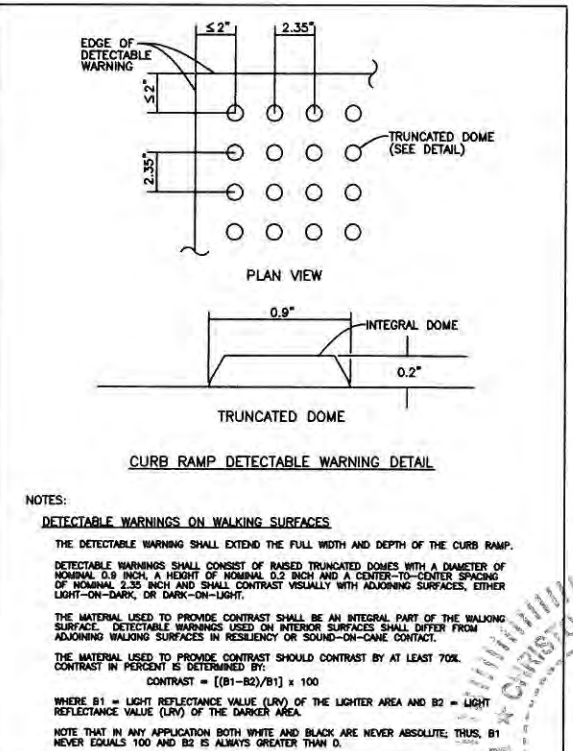 ≤2"
2.35"
EDGE OF
DETECTABLE
WARNING
≤2"
TRUNCATED DOME
(SEE DETAIL)
2.35"
PLAN VIEW
0.9"
INTEGRAL DOME
0.2"
TRUNCATED DOME
CURB RAMP DETECTABLE WARNING DETAIL
NOTES:
DETECTABLE WARNINGS ON WALKING SURFACES
THE DETECTABLE WARNING SHALL EXTEND THE FULL WIDTH AND DEPTH OF THE CURB RAMP.
DETECTABLE WARNINGS SHALL CONSIST OF RAISED TRUNCATED DOMES WITH A DIAMETER OF
NOMINAL 0.9 INCH, A HEIGHT OF NOMINAL 0.2 INCH AND A CENTER-TO-CENTER SPACING
OF NOMINAL 2.35 INCH AND SHALL CONTRAST VISUALLY WITH ADJOINING SURFACES, EITHER
LIGHT-ON-DARK, OR DARK-ON-LIGHT.
THE MATERIAL USED TO PROVIDE CONTRAST SHALL BE AN INTEGRAL PART OF THE WALKING
SURFACE. DETECTABLE WARNINGS USED ON INTERIOR SURFACES SHALL DIFFER FROM
ADJOINING WALKING SURFACES IN RESILIENCY OR SOUND-ON-CANE CONTACT.
THE MATERIAL USED TO PROVIDE CONTRAST SHOULD CONTRAST BY AT LEAST 70%.
CONTRAST IN PERCENT IS DETERMINED BY:
CONTRAST = [(B1-B2)/B1] x 100
WHERE B1 = LIGHT REFLECTANCE VALUE (LRV) OF THE LIGHTER AREA AND B2 = LIGHT
REFLECTANCE VALUE (LRV) OF THE DARKER AREA.
NOTE THAT IN ANY APPLICATION BOTH WHITE AND BLACK ARE NEVER ABSOLUTE; THUS, B1
NEVER EQUALS 100 AND B2 IS ALWAYS GREATER THAN 0.